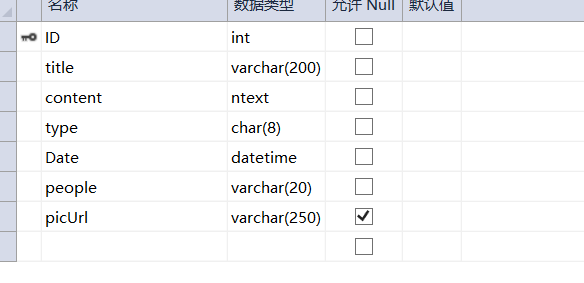 名称 数据类型 允许 Null 默认值
ID int
title varchar(200)
content ntext
type char(8)
Date datetime
people varchar(20)
picUrl varchar(250)